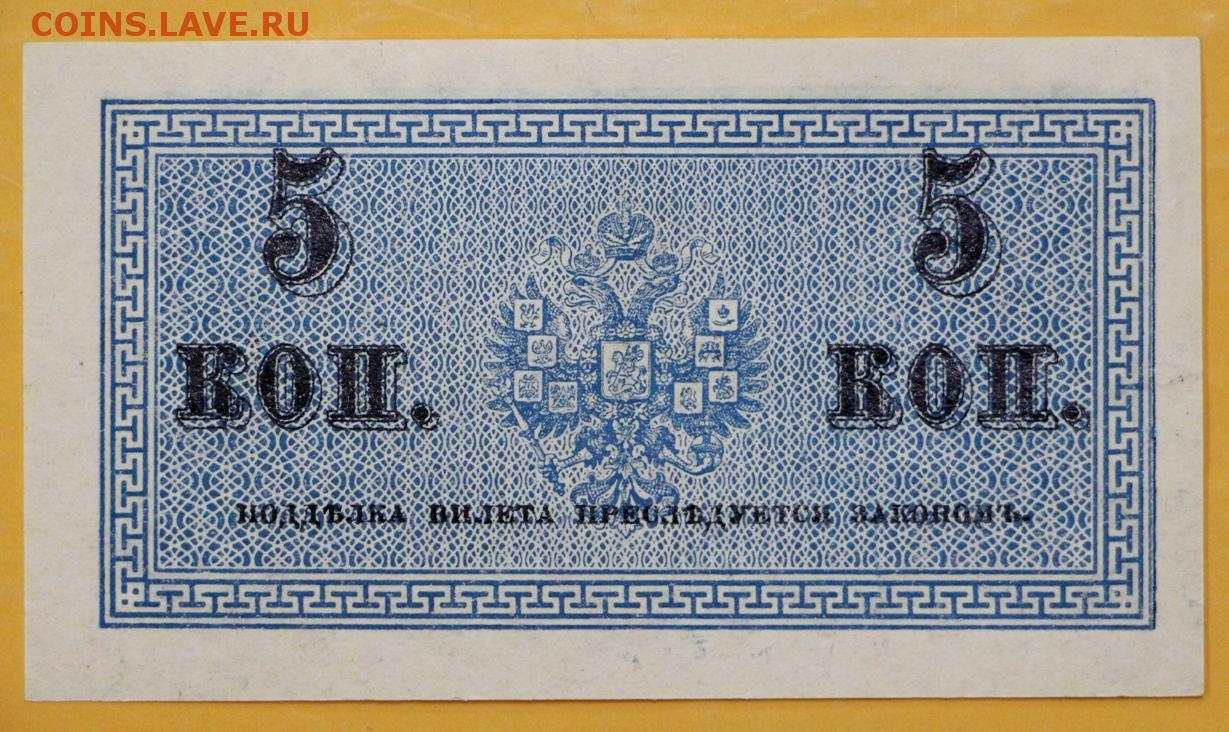 COINS.LAVE.RU
5 5
КОП. КОП.
ПОДДѢЛКА БИЛЕТА ПРЕСЛѢДУЕТСЯ ЗАКОНОМЪ.